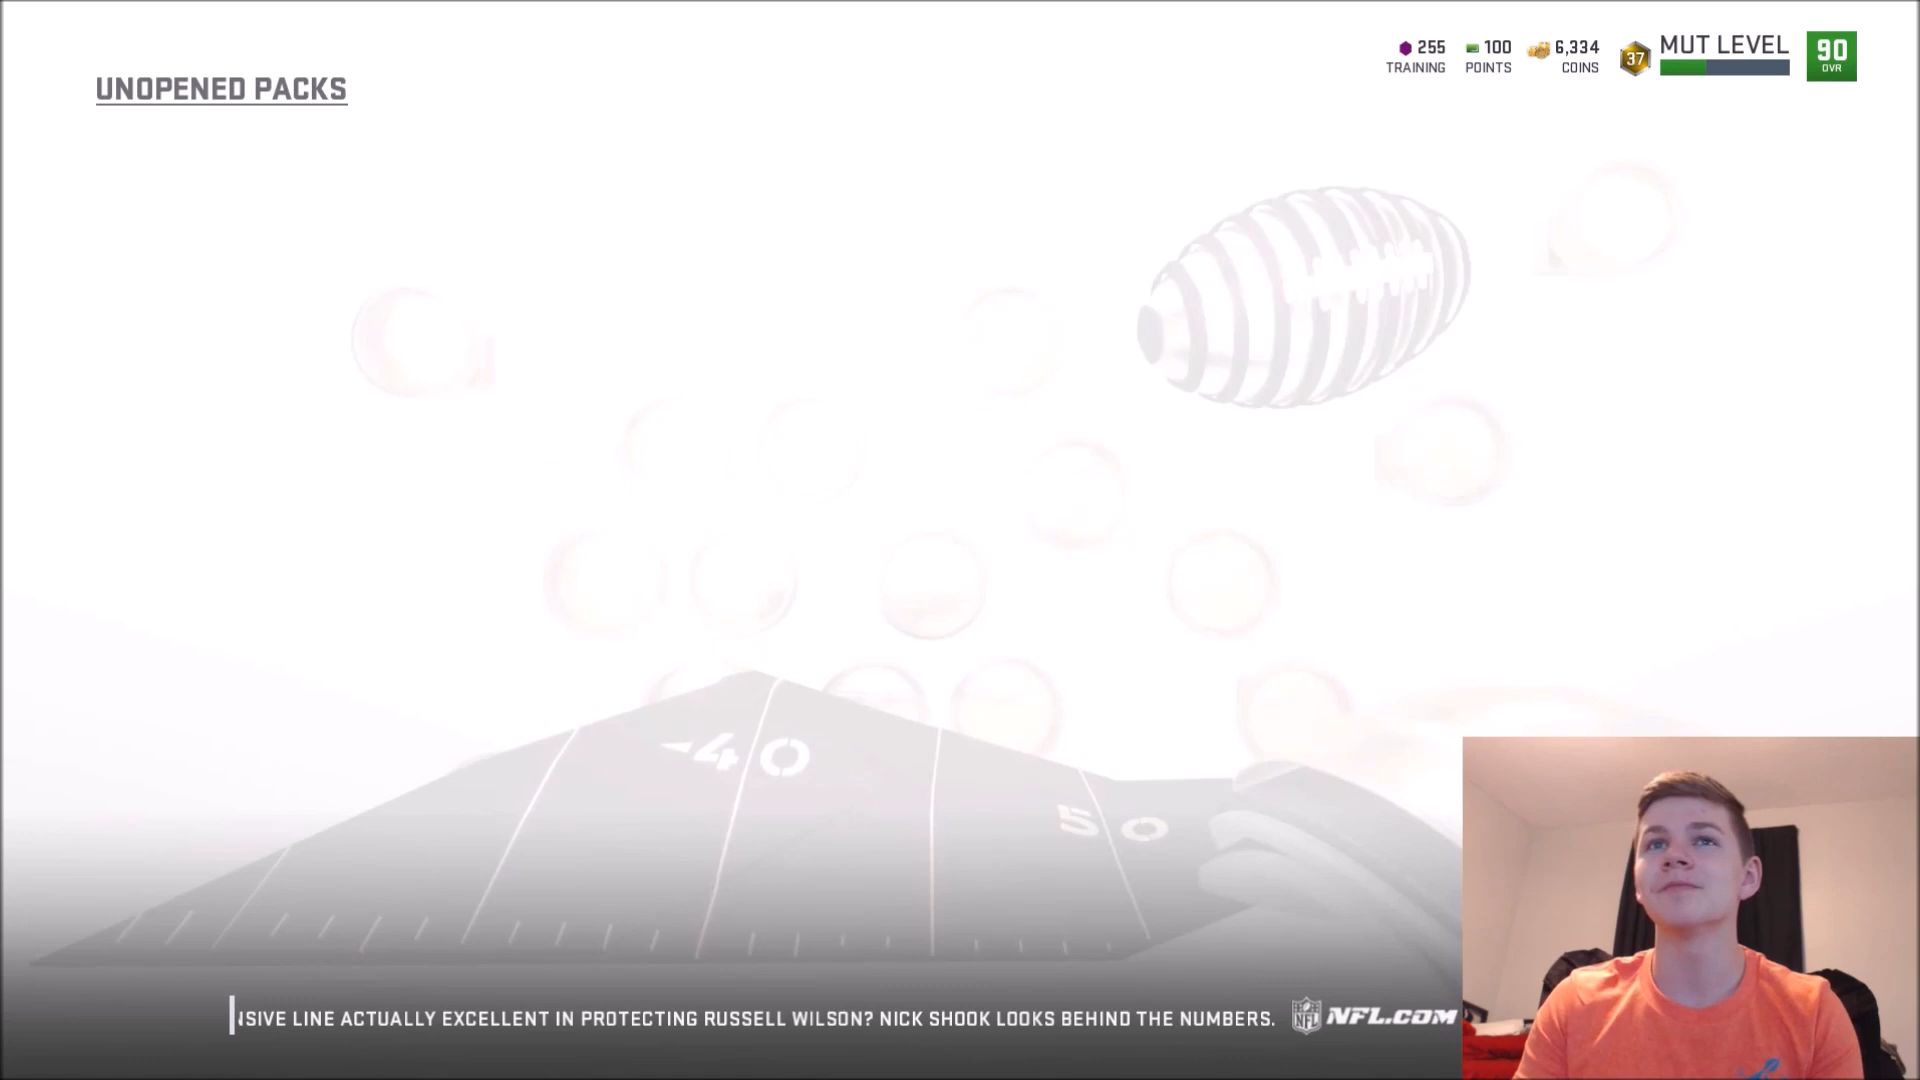 UNOPENED PACKS
255 TRAINING
100 POINTS
6,334 COINS
37
MUT LEVEL
90 OVR
40
50
LINE ACTUALLY EXCELLENT IN PROTECTING RUSSELL WILSON? NICK SHOOK LOOKS BEHIND THE NUMBERS.
NFL NFL.COM